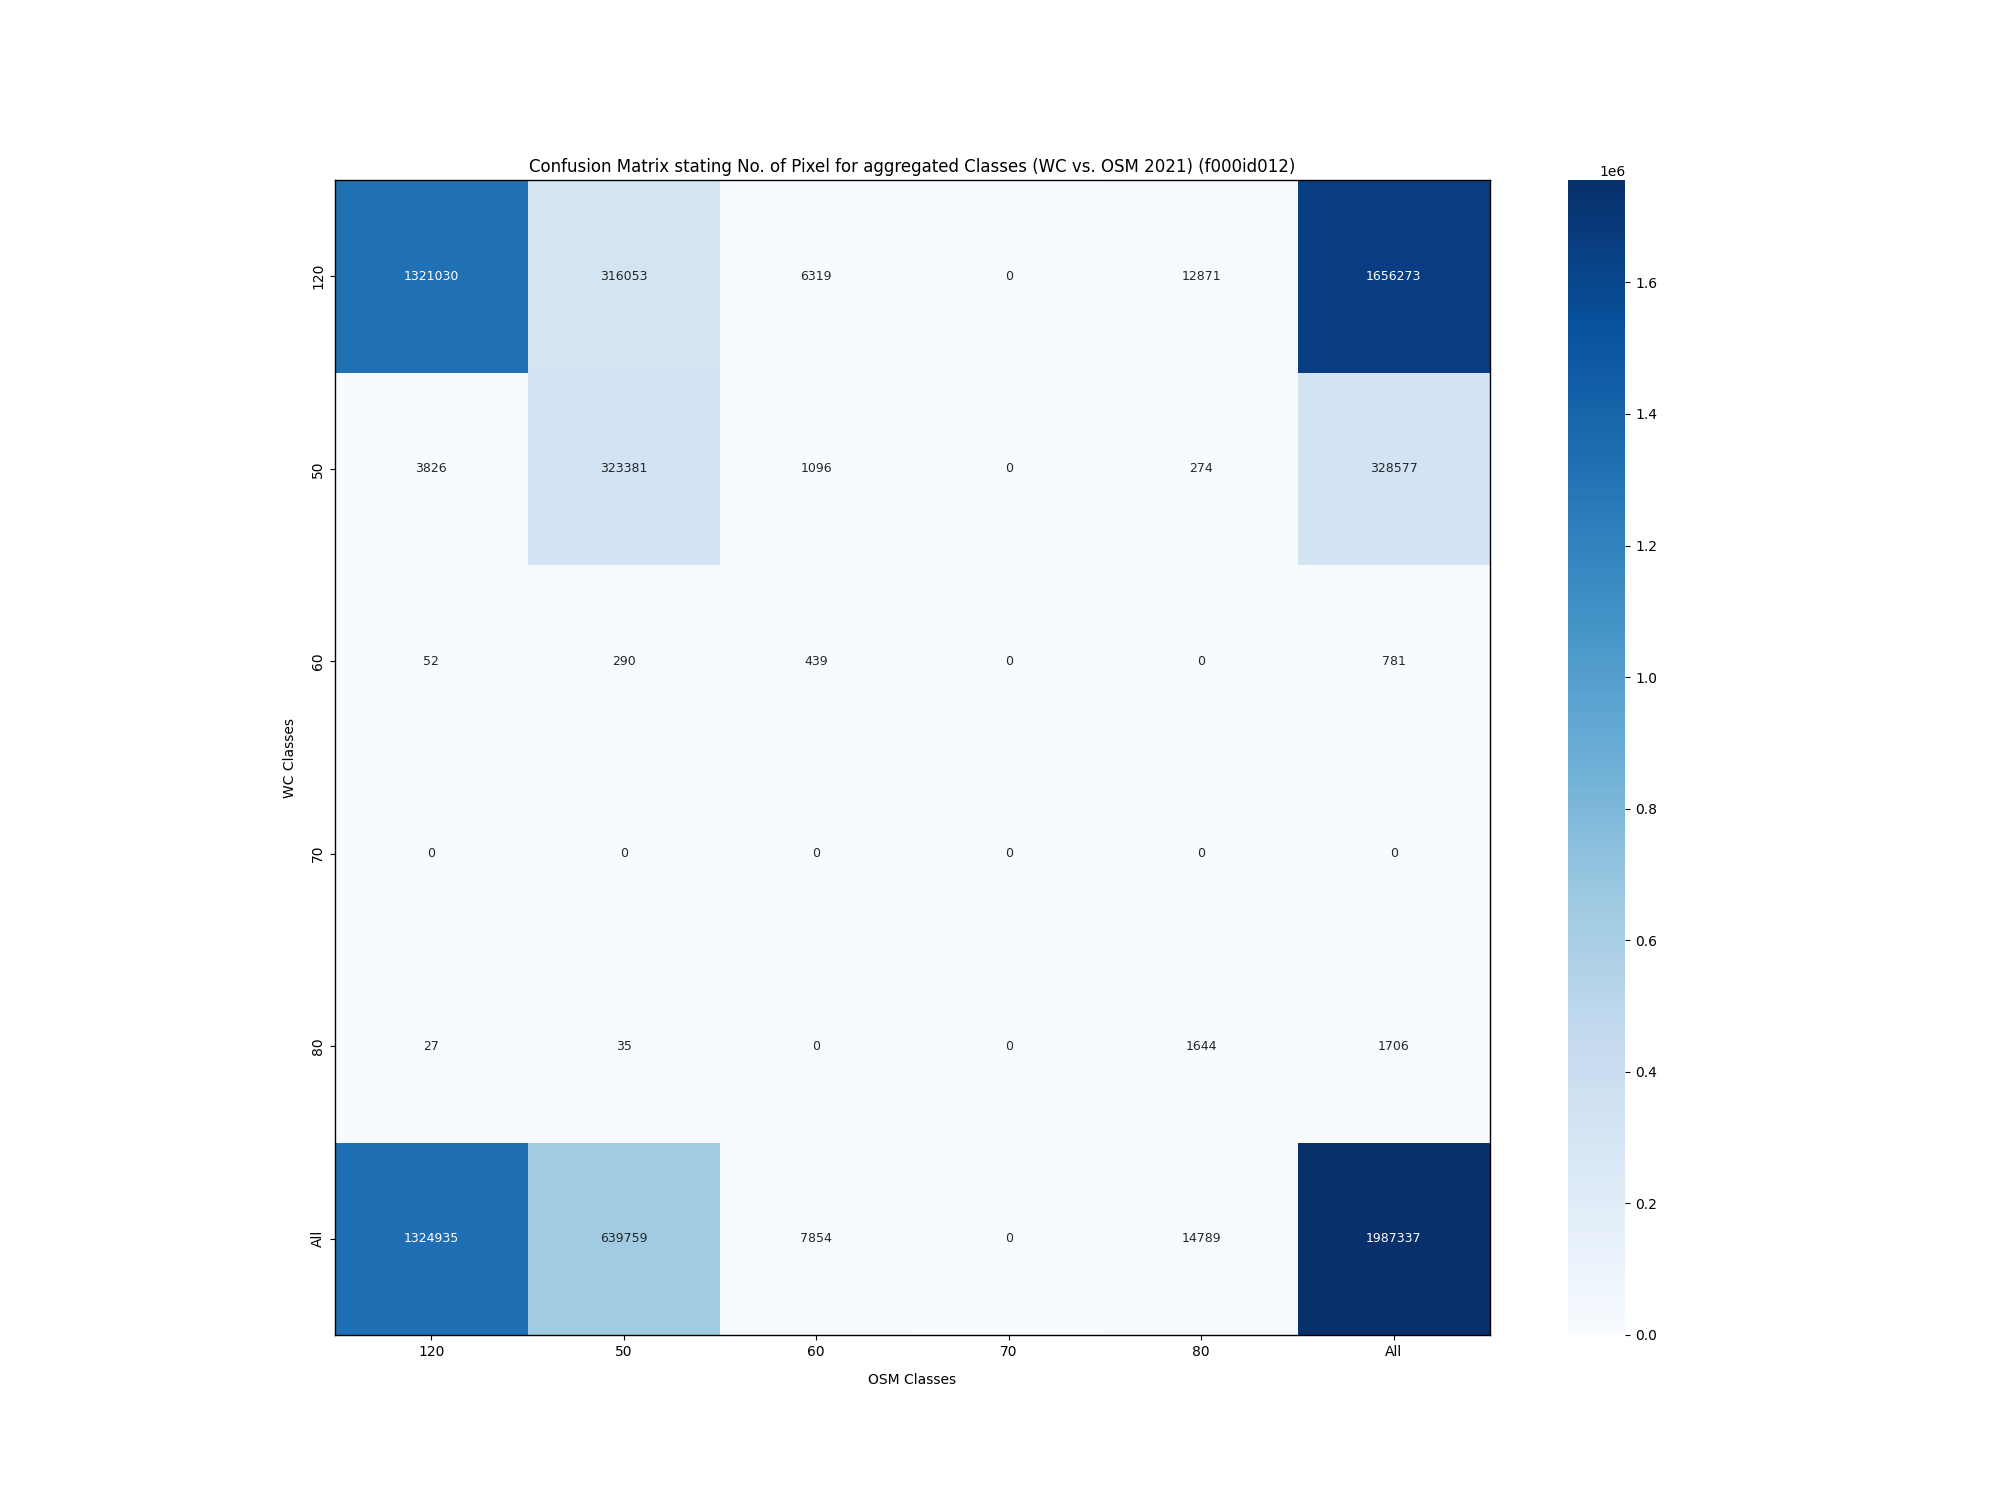 Confusion Matrix stating No. of Pixel for aggregated Classes (WC vs. OSM 2021) (f000id012)
1e6
120 1321030 316053 6319 0 12871 1656273
50 3826 323381 1096 0 274 328577
60 52 290 439 0 0 781
70 0 0 0 0 0 0
80 27 35 0 0 1644 1706
All 1324935 639759 7854 0 14789 1987337
120 50 60 70 80 All
OSM Classes
WC Classes
1.6
1.4
1.2
1.0
0.8
0.6
0.4
0.2
0.0